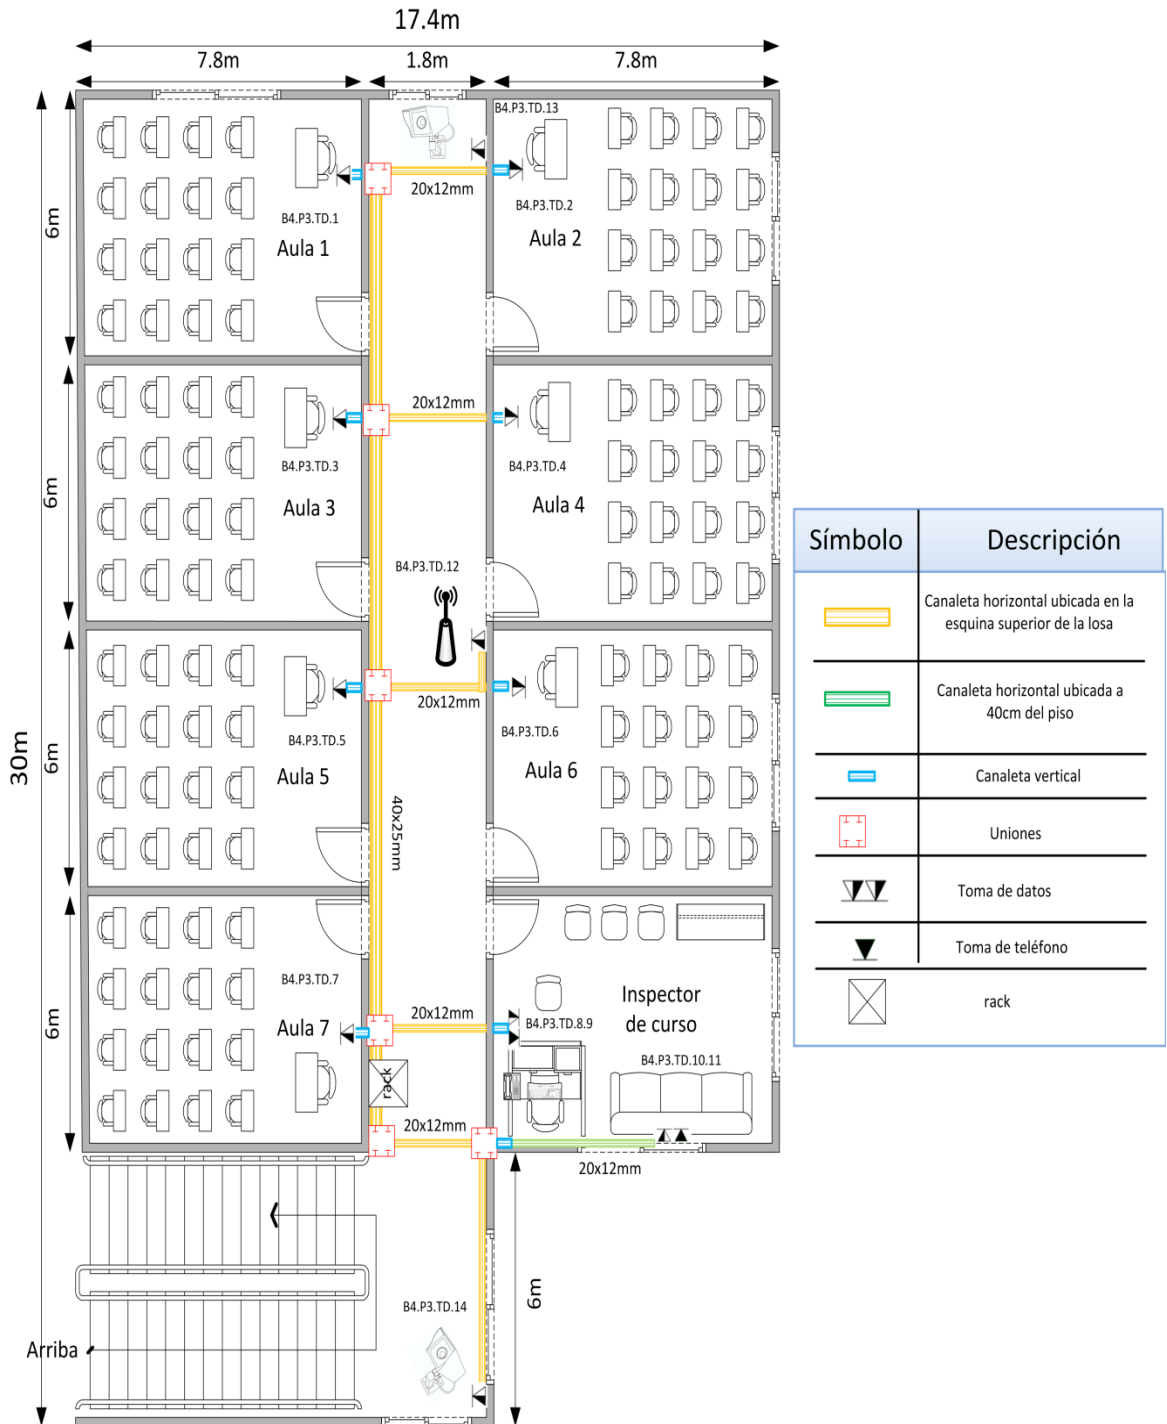 17.4m
7.8m
1.8m
7.8m
B4.P3.TD.13
20x12mm
B4.P3.TD.1
B4.P3.TD.2
Aula 1
Aula 2
6m
20x12mm
B4.P3.TD.3
B4.P3.TD.4
Aula 3
Aula 4
6m
B4.P3.TD.12
20x12mm
B4.P3.TD.5
B4.P3.TD.6
Aula 5
Aula 6
6m
30m
40x25mm
B4.P3.TD.7
Aula 7
6m
20x12mm
B4.P3.TD.8.9
Inspector
de curso
B4.P3.TD.10.11
rack
20x12mm
20x12mm
6m
B4.P3.TD.14
Arriba
Símbolo
Descripción
Canaleta horizontal ubicada en la
esquina superior de la losa
Canaleta horizontal ubicada a
40cm del piso
Canaleta vertical
Uniones
Toma de datos
Toma de teléfono
rack